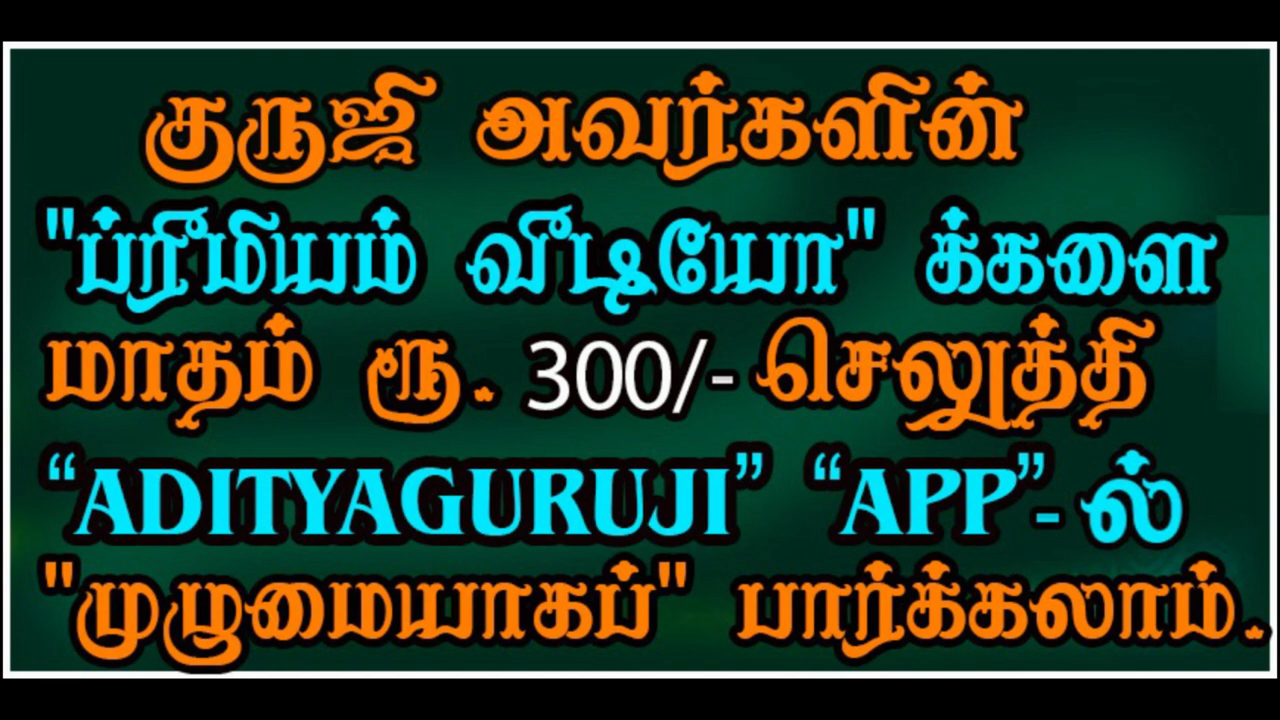 குருஜி அவர்களின்
"ப்ரீமியம் வீடியோ" க்களை
மாதம் ரூ. 300/- செலுத்தி
“ADITYAGURUJI” “APP”- ல்
"முழுமையாகப்" பார்க்கலாம்.